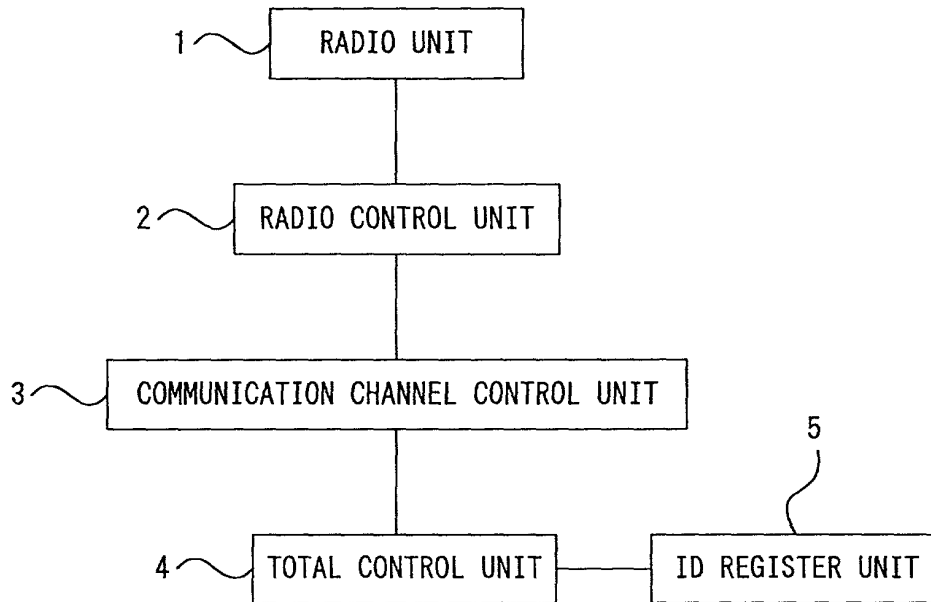 1 RADIO UNIT
2 RADIO CONTROL UNIT
3 COMMUNICATION CHANNEL CONTROL UNIT
5
4 TOTAL CONTROL UNIT ID REGISTER UNIT